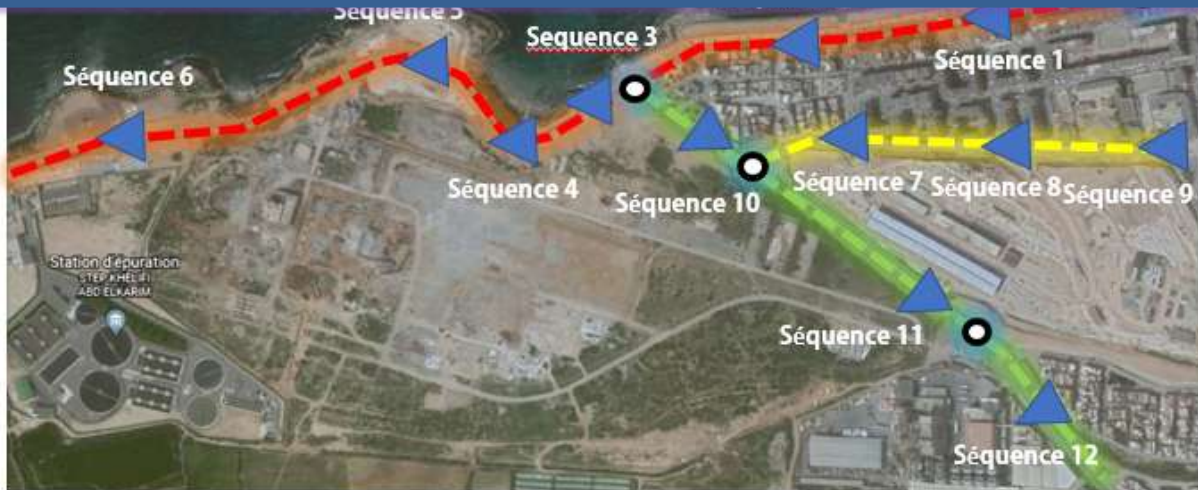 Séquence 5
Sequence 3
Séquence 1
Séquence 6
Séquence 4
Séquence 10
Séquence 7
Séquence 8
Séquence 9
Station d'épuration
STEP KHELIFI
ABD ELKARIM
Séquence 11
Séquence 12